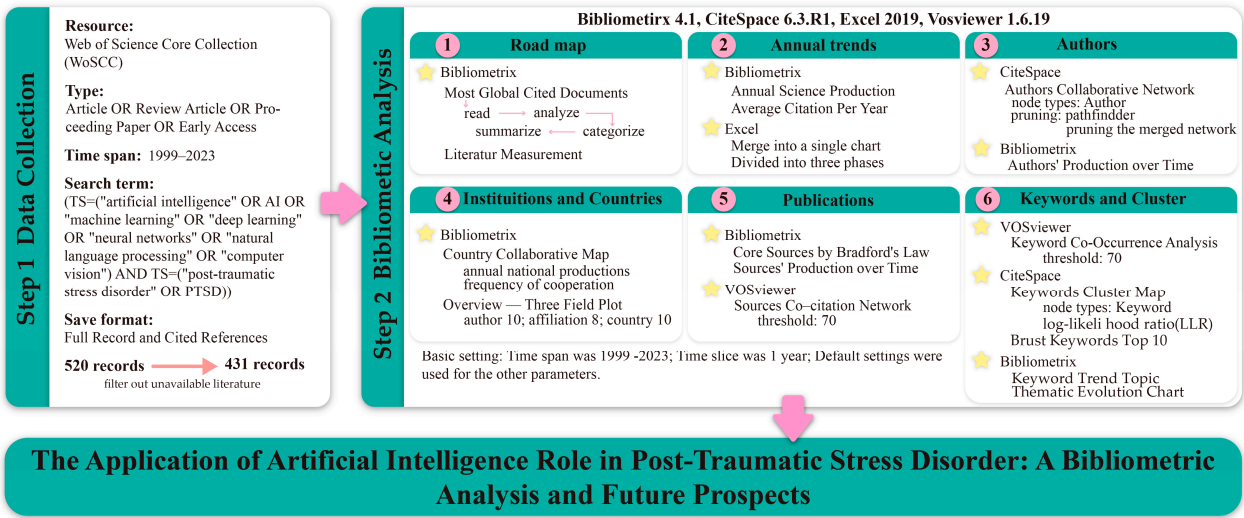 Step 1 Data Collection
Resource:
Web of Science Core Collection
(WoSCC)
Type:
Article OR Review Article OR Pro-
ceeding Paper OR Early Access
Time span: 1999–2023
Search term:
(TS=("artificial intelligence" OR AI OR
"machine learning" OR "deep learning"
OR "neural networks" OR "natural
language processing" OR "computer
vision") AND TS=("post-traumatic
stress disorder" OR PTSD))
Save format:
Full Record and Cited References
520 records 431 records
filter out unavailable literature
Step 2 Bibliometric Analysis
Bibliometirx 4.1, CiteSpace 6.3.R1, Excel 2019, Vosviewer 1.6.19
1 Road map
Bibliometrix
Most Global Cited Documents
read analyze
summarize categorize
Literatur Measurement
2 Annual trends
Bibliometrix
Annual Science Production
Average Citation Per Year
Excel
Merge into a single chart
Divided into three phases
3 Authors
CiteSpace
Authors Collaborative Network
node types: Author
pruning: pathfindder
pruning the merged network
Bibliometrix
Authors' Production over Time
4 Instituitions and Countries
Bibliometrix
Country Collaborative Map
annual national productions
frequency of cooperation
Overview — Three Field Plot
author 10; affiliation 8; country 10
5 Publications
Bibliometrix
Core Sources by Bradford's Law
Sources' Production over Time
VOSviewer
Sources Co–citation Network
threshold: 70
6 Keywords and Cluster
VOSviewer
Keyword Co-Occurrence Analysis
threshold: 70
CiteSpace
Keywords Cluster Map
node types: Keyword
log-likeli hood ratio(LLR)
Brust Keywords Top 10
Bibliometrix
Keyword Trend Topic
Thematic Evolution Chart
Basic setting: Time span was 1999 -2023; Time slice was 1 year; Default settings were
used for the other parameters.
The Application of Artificial Intelligence Role in Post-Traumatic Stress Disorder: A Bibliometric
Analysis and Future Prospects